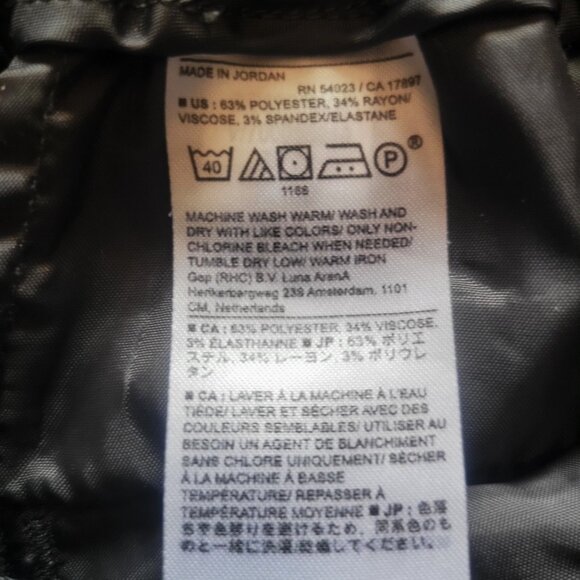 MADE IN JORDAN
RN 54023 / CA 17897
■ US : 63% POLYESTER, 34% RAYON/
VISCOSE, 3% SPANDEX/ELASTANE
40 P®
1166
MACHINE WASH WARM/ WASH AND
DRY WITH LIKE COLORS/ ONLY NON-
CHLORINE BLEACH WHEN NEEDED/
TUMBLE DRY LOW/ WARM IRON
Gap (RHC) B.V. Luna ArenA
Herikerbergweg 238 Amsterdam, 1101
CM, Netherlands
■ CA : 63% POLYESTER, 34% VISCOSE,
3% ÉLASTHANNE ■ JP : 63% ポリエ
ステル, 34% レーヨン, 3% ポリウレ
タン
■ CA : LAVER À LA MACHINE À L'EAU
TIÈDE/ LAVER ET SÉCHER AVEC DES
COULEURS SEMBLABLES/ UTILISER AU
BESOIN UN AGENT DE BLANCHIMENT
SANS CHLORE UNIQUEMENT/ SÉCHER
À LA MACHINE À BASSE
TEMPÉRATURE/ REPASSER À
TEMPÉRATURE MOYENNE ■ JP : 色落
ちや色移りを避けるため、同系色のも
のと一緒に洗濯/乾燥してください。